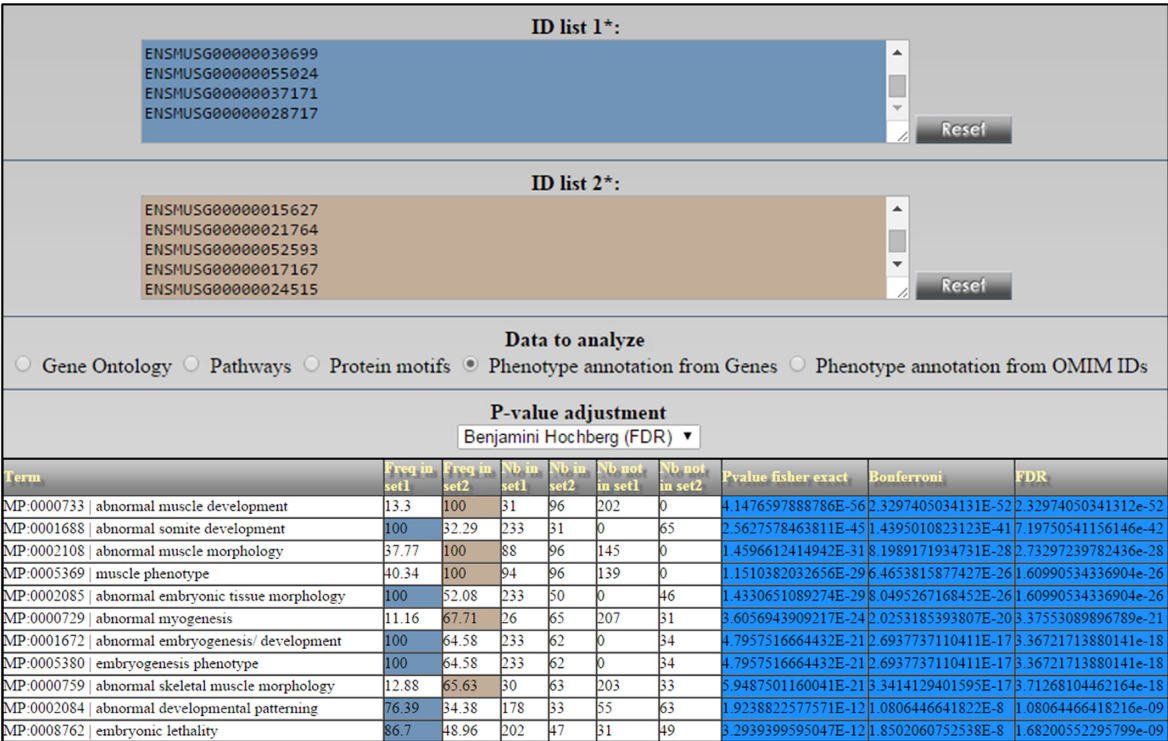 ID list 1*:
ENSMUSG00000030699
ENSMUSG00000055024
ENSMUSG00000037171
ENSMUSG00000028717
Reset
ID list 2*:
ENSMUSG00000015627
ENSMUSG00000021764
ENSMUSG00000052593
ENSMUSG00000017167
ENSMUSG00000024515
Reset
Data to analyze
Gene Ontology Pathways Protein motifs Phenotype annotation from Genes Phenotype annotation from OMIM IDs
P-value adjustment
Benjamini Hochberg (FDR)
Term Freq in set1 Freq in set2 Nb in set1 Nb in set2 Nb not in set1 Nb not in set2 Pvalue fisher exact Bonferroni FDR
MP:0000733 | abnormal muscle development 13.3 100 31 96 202 0 4.1476597888786E-56 2.3297405034131E-52 2.32974050341312e-52
MP:0001688 | abnormal somite development 100 32.29 233 31 0 65 2.5627578463811E-45 1.4395010823123E-41 7.19750541156146e-42
MP:0002108 | abnormal muscle morphology 37.77 100 88 96 145 0 1.4596612414942E-31 8.1989171934731E-28 2.73297239782436e-28
MP:0005369 | muscle phenotype 40.34 100 94 96 139 0 1.1510382032656E-29 6.4653815877427E-26 1.60990534336904e-26
MP:0002085 | abnormal embryonic tissue morphology 100 52.08 233 50 0 46 1.4330651089274E-29 8.0495267168452E-26 1.60990534336904e-26
MP:0000729 | abnormal myogenesis 11.16 67.71 26 65 207 31 3.6056943909217E-24 2.0253185393807E-20 3.37553089896789e-21
MP:0001672 | abnormal embryogenesis/ development 100 64.58 233 62 0 34 4.7957516664432E-21 2.6937737110411E-17 3.36721713880141e-18
MP:0005380 | embryogenesis phenotype 100 64.58 233 62 0 34 4.7957516664432E-21 2.6937737110411E-17 3.36721713880141e-18
MP:0000759 | abnormal skeletal muscle morphology 12.88 65.63 30 63 203 33 5.9487501160041E-21 3.3414129401595E-17 3.71268104462164e-18
MP:0002084 | abnormal developmental patterning 76.39 34.38 178 33 55 63 1.9238822577571E-12 1.0806446641822E-8 1.08064466418216e-09
MP:0008762 | embryonic lethality 86.7 48.96 202 47 31 49 3.2939399595047E-12 1.8502060752538E-8 1.68200552295799e-09